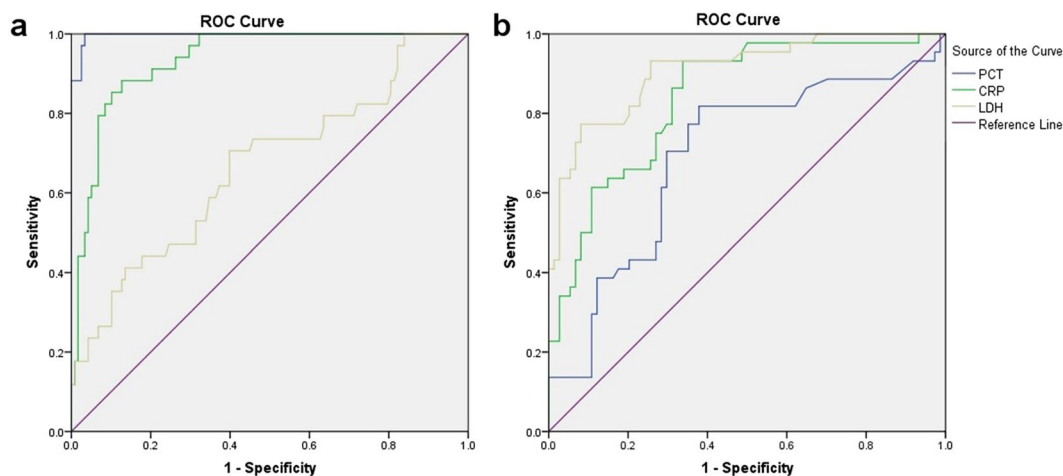 a
ROC Curve
1.0
0.8
0.6
0.4
0.2
0.0
Sensitivity
0.0 0.2 0.4 0.6 0.8 1.0
1 - Specificity
b
ROC Curve
1.0
0.8
0.6
0.4
0.2
0.0
Sensitivity
0.0 0.2 0.4 0.6 0.8 1.0
1 - Specificity
Source of the Curve
PCT
CRP
LDH
Reference Line